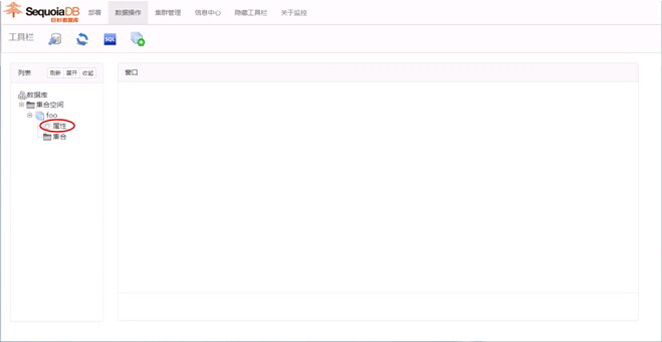 SequoiaDB
巨杉数据库
部署 数据操作 集群管理 信息中心 隐藏工具栏 关于监控
工具栏
SQL
列表 刷新 展开 收起
窗口
数据库
集合空间
foo
属性
集合